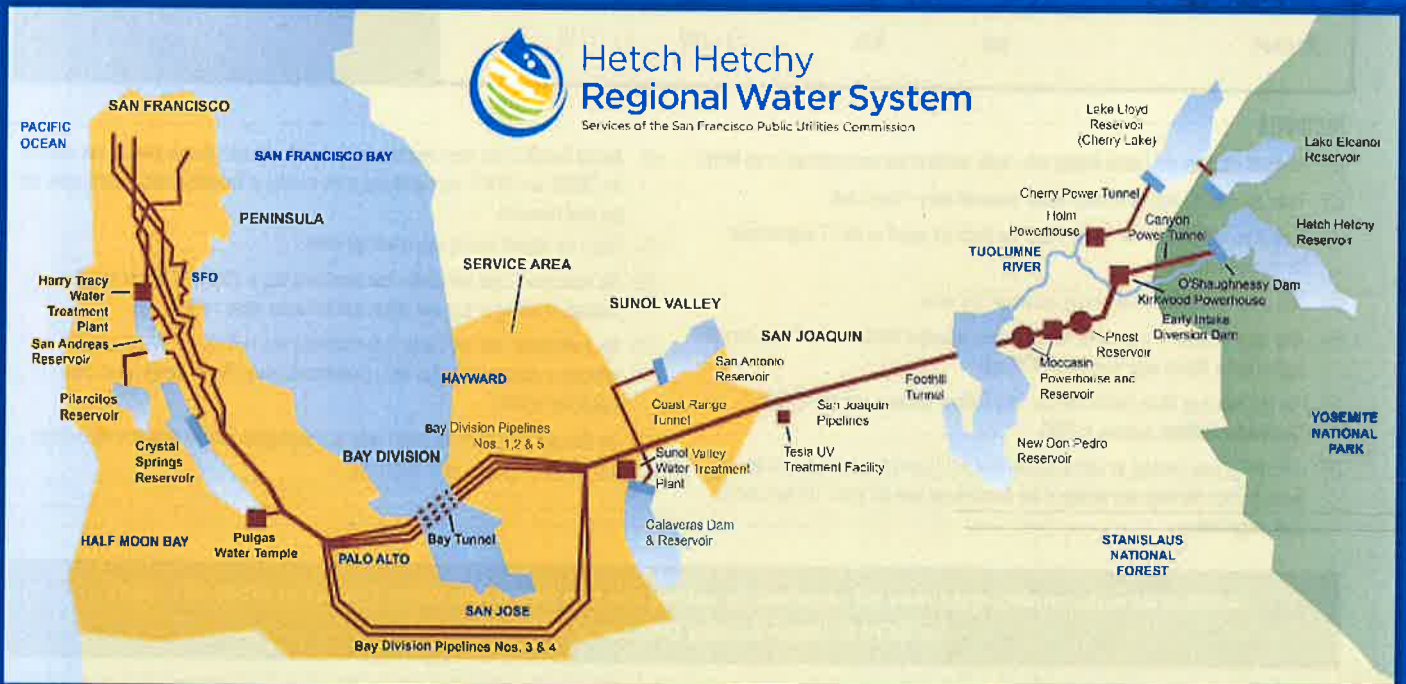 Hetch Hetchy
Regional Water System
Services of the San Francisco Public Utilities Commission
SAN FRANCISCO
PACIFIC
OCEAN
SAN FRANCISCO BAY
PENINSULA
SFO
Harry Tracy
Water
Treatment
Plant
San Andreas
Reservoir
Pilarcitos
Reservoir
Crystal
Springs
Reservoir
HALF MOON BAY
Pulgas
Water Temple
SERVICE AREA
HAYWARD
Bay Division Pipelines
Nos. 1,2 & 5
BAY DIVISION
Bay Tunnel
PALO ALTO
SAN JOSE
Bay Division Pipelines Nos. 3 & 4
SUNOL VALLEY
San Antonio
Reservoir
Coast Range
Tunnel
Sunol Valley
Water Treatment
Plant
Calaveras Dam
& Reservoir
SAN JOAQUIN
San Joaquin
Pipelines
Tesla UV
Treatment Facility
Foothill
Tunnel
New Don Pedro
Reservoir
Moccasin
Powerhouse and
Reservoir
Priest
Reservoir
TUOLUMNE
RIVER
Lake Lloyd
Reservoir
(Cherry Lake)
Lake Eleanor
Reservoir
Cherry Power Tunnel
Holm
Powerhouse
Canyon
Power Tunnel
Hetch Hetchy
Reservoir
O'Shaughnessy Dam
Kirkwood Powerhouse
Early Intake
Diversion Dam
YOSEMITE
NATIONAL
PARK
STANISLAUS
NATIONAL
FOREST